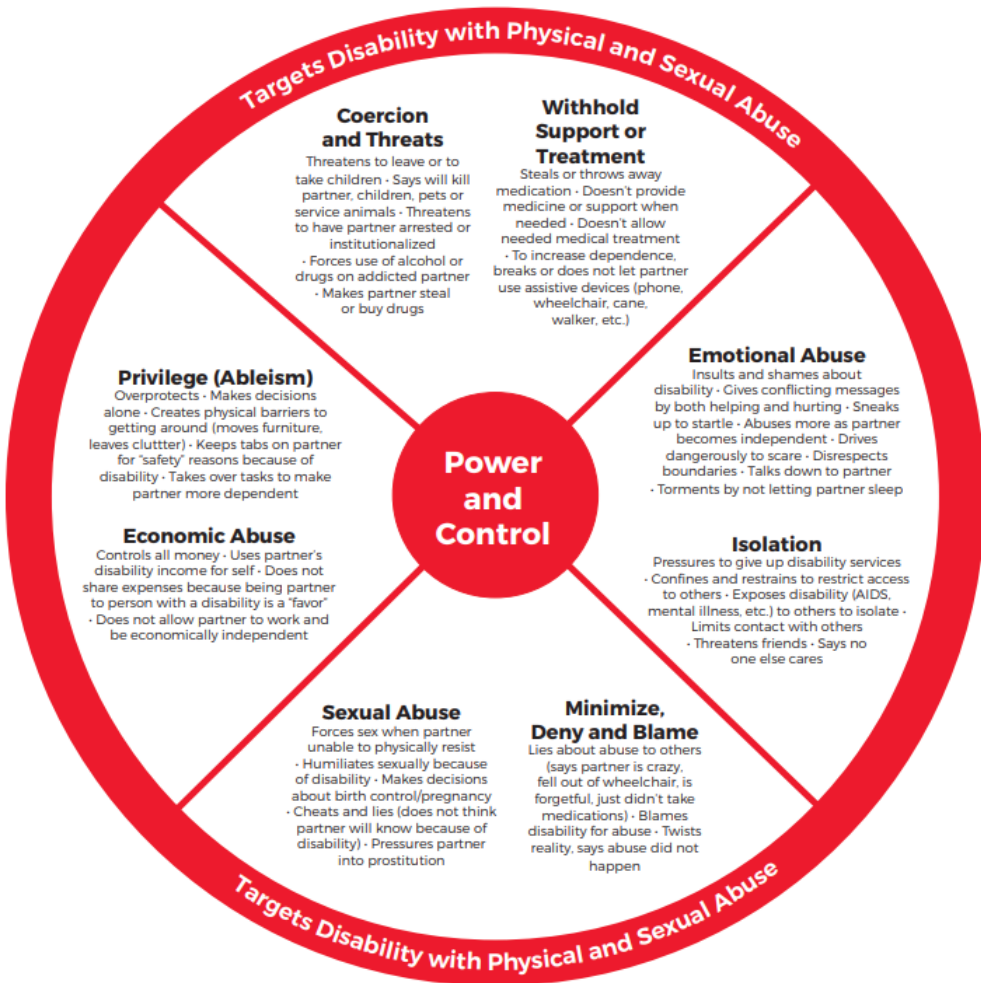 Targets Disability with Physical and Sexual Abuse
Coercion
and Threats
Threatens to leave or to
take children • Says will kill
partner, children, pets or
service animals • Threatens
to have partner arrested or
institutionalized
• Forces use of alcohol or
drugs on addicted partner
• Makes partner steal
or buy drugs
Withhold
Support or
Treatment
Steals or throws away
medication • Doesn't provide
medicine or support when
needed • Doesn't allow
needed medical treatment
• To increase dependence,
breaks or does not let partner
use assistive devices (phone,
wheelchair, cane,
walker, etc.)
Privilege (Ableism)
Overprotects • Makes decisions
alone • Creates physical barriers to
getting around (moves furniture,
leaves cluttter) • Keeps tabs on partner
for "safety" reasons because of
disability • Takes over tasks to make
partner more dependent
Economic Abuse
Controls all money • Uses partner's
disability income for self • Does not
share expenses because being partner
to person with a disability is a "favor"
• Does not allow partner to work and
be economically independent
Power
and
Control
Emotional Abuse
Insults and shames about
disability • Gives conflicting messages
by both helping and hurting • Sneaks
up to startle • Abuses more as partner
becomes independent • Drives
dangerously to scare • Disrespects
boundaries • Talks down to partner
• Torments by not letting partner sleep
Isolation
Pressures to give up disability services
• Confines and restrains to restrict access
to others • Exposes disability (AIDS,
mental illness, etc.) to others to isolate •
Limits contact with others
• Threatens friends • Says no
one else cares
Sexual Abuse
Forces sex when partner
unable to physically resist
• Humiliates sexually because
of disability • Makes decisions
about birth control/pregnancy
• Cheats and lies (does not think
partner will know because of
disability) • Pressures partner
into prostitution
Minimize,
Deny and Blame
Lies about abuse to others
(says partner is crazy,
fell out of wheelchair, is
forgetful, just didn't take
medications) • Blames
disability for abuse • Twists
reality, says abuse did not
happen
Targets Disability with Physical and Sexual Abuse